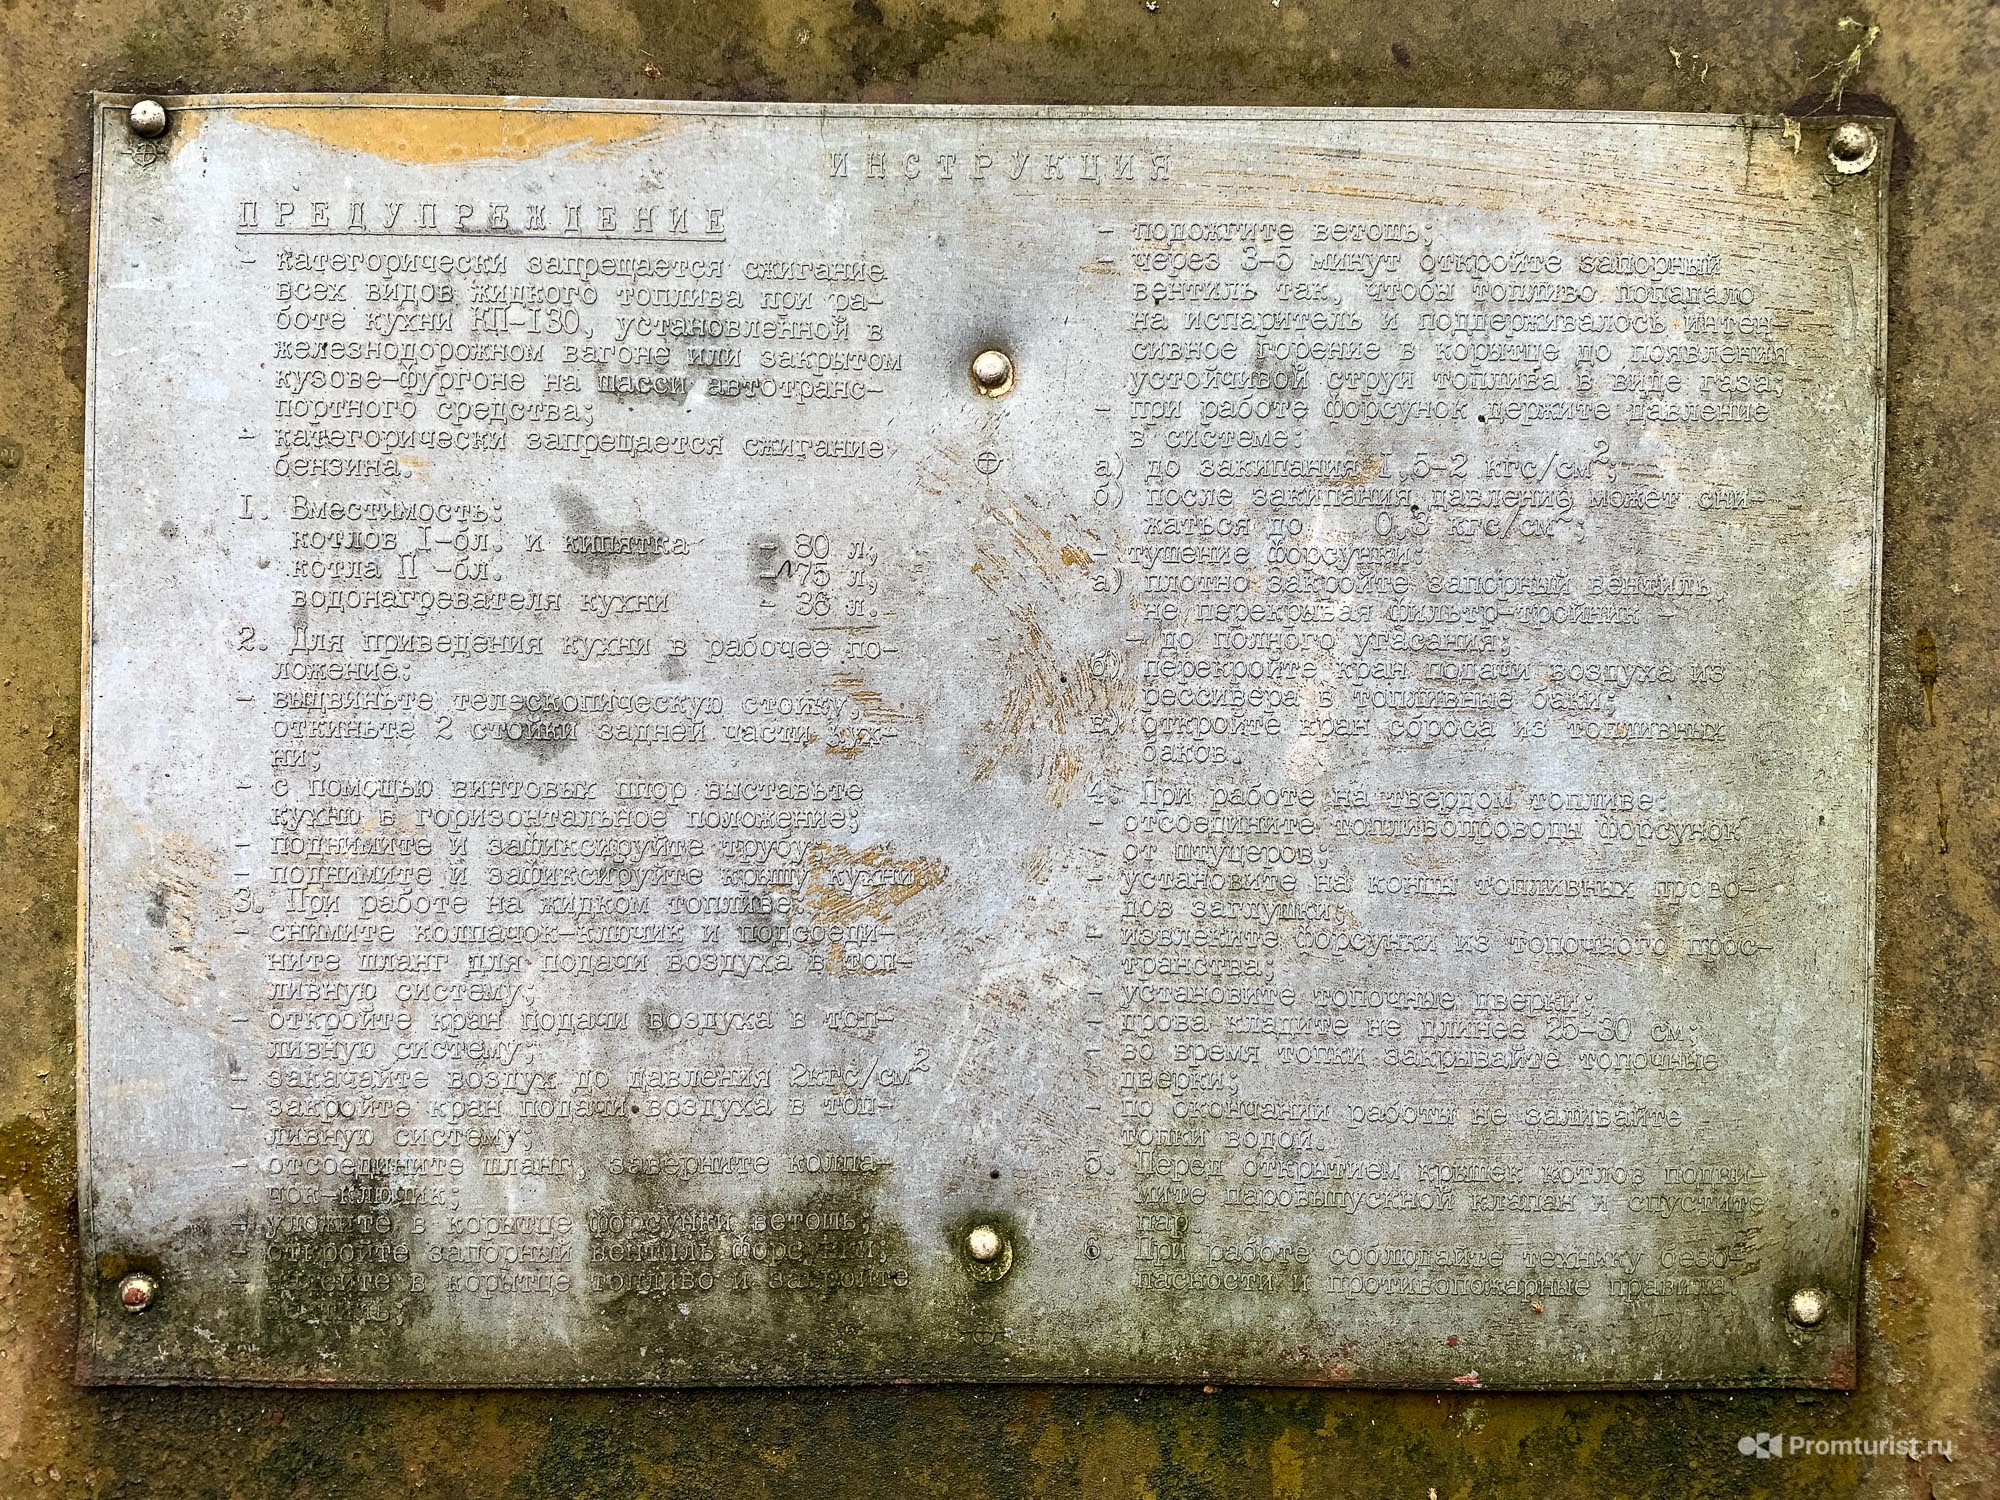 ИНСТРУКЦИЯ
ПРЕДУПРЕЖДЕНИЕ
- категорически запрещается сжигание
всех видов жидкого топлива при ра-
боте кухни КП-I30, установленной в
железнодорожном вагоне или закрытом
кузове-фургоне на шасси автотранс-
портного средства;
- категорически запрещается сжигание
бензина.
I. Вместимость:
котлов I-бл. и кипятка - 80 л,
котла П -бл. - 75 л,
водонагревателя кухни - 36 л.
2. Для приведения кухни в рабочее по-
ложение:
- выдвиньте телескопическую стойку,
откиньте 2 стойки задней части кух-
ни;
- с помощью винтовых шпор выставьте
кухню в горизонтальное положение;
- поднимите и зафиксируйте трубу;
- поднимите и зафиксируйте крышу кухни
3. При работе на жидком топливе:
- снимите колпачок-ключик и подсоеди-
ните шланг для подачи воздуха в топ-
ливную систему;
- откройте кран подачи воздуха в топ-
ливную систему;
- закачайте воздух до давления 2кгс/см²
- закройте кран подачи воздуха в топ-
ливную систему;
- отсоедините шланг, заверните колпа-
чок-ключик;
- уложите в корытце форсунки ветошь;
- откройте запорный вентиль форсунки;
- налейте в корытце топливо и закройте
вентиль;
- подожгите ветошь;
- через 3-5 минут откройте запорный
вентиль так, чтобы топливо попадало
на испаритель и поддерживалось интен-
сивное горение в корытце до появления
устойчивой струи топлива в виде газа;
- при работе форсунок держите давление
в системе:
а) до закипания I,5-2 кгс/см²;
б) после закипания давление может сни-
жаться до 0,3 кгс/см²;
- тушение форсунки:
а) плотно закройте запорный вентиль,
не перекрывая фильтр-тройник -
- до полного угасания;
б) перекройте кран подачи воздуха из
рессивера в топливные баки;
в) откройте кран сброса из топливных
баков.
4. При работе на твердом топливе:
- отсоедините топливопроводы форсунок
от штуцеров;
- установите на концы топливных прово-
дов заглушки;
- извлеките форсунки из топочного прос-
транства;
- установите топочные дверки;
- дрова кладите не длинее 25-30 см;
- во время топки закрывайте топочные
дверки;
- по окончании работы не заливайте
топки водой.
5. Перед открытием крышек котлов подни-
мите паровыпускной клапан и спустите
пар.
6. При работе соблюдайте технику безо-
пасности и противопожарные правила.
Promturist.ru